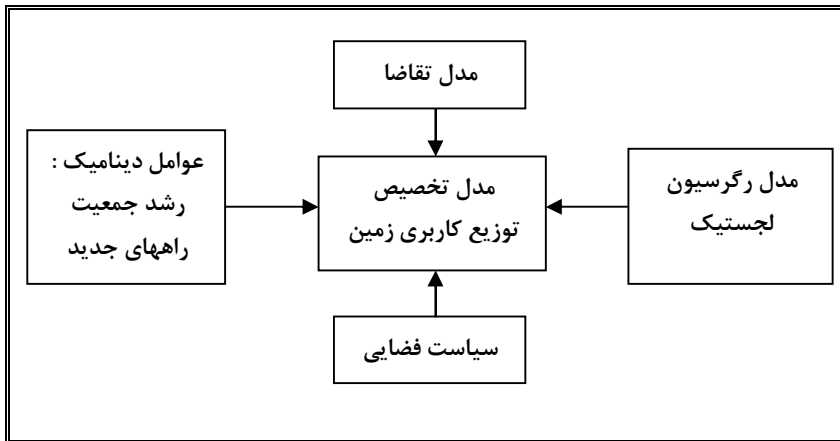 مدل تقاضا
مدل رگرسیون
لجستیک
مدل تخصیص
توزیع کاربری زمین
عوامل دینامیک :
رشد جمعیت
راههای جدید
سیاست فضایی